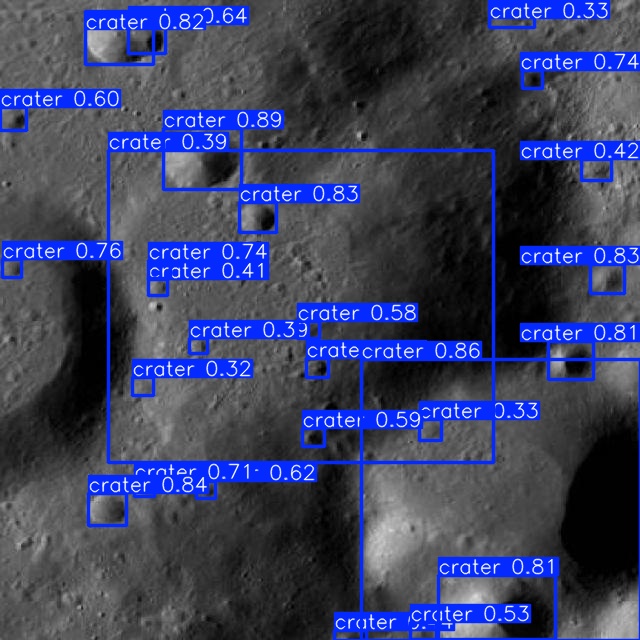 crater 0.33
crater 0.82
0.64
crater 0.74
crater 0.60
crater 0.89
crater 0.39
crater 0.42
crater 0.83
crater 0.76
crater 0.74
crater 0.83
crater 0.41
crater 0.58
crater 0.39
crater 0.81
crater 0.86
crater 0.32
crater 0.33
crater 0.59
crater 0.71
0.62
crater 0.84
crater 0.81
crater 0.53
crater